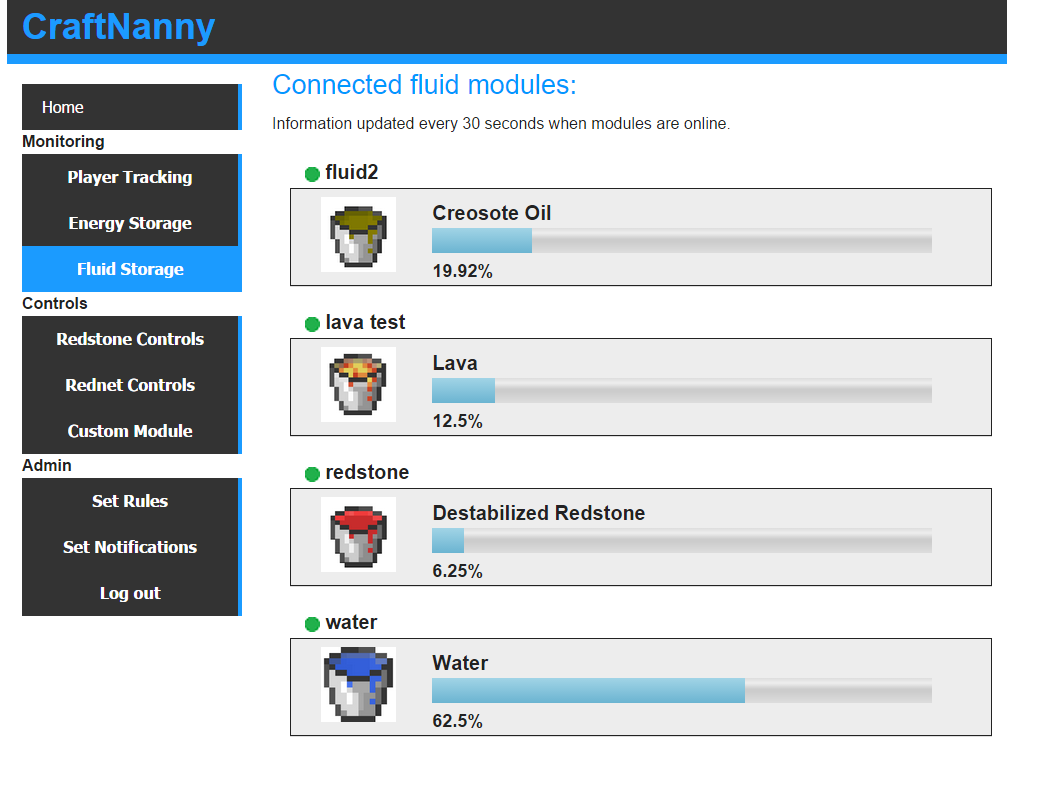 CraftNanny
Home
Monitoring
Player Tracking
Energy Storage
Fluid Storage
Controls
Redstone Controls
Rednet Controls
Custom Module
Admin
Set Rules
Set Notifications
Log out
Connected fluid modules:
Information updated every 30 seconds when modules are online.
fluid2
Creosote Oil
19.92%
lava test
Lava
12.5%
redstone
Destabilized Redstone
6.25%
water
Water
62.5%